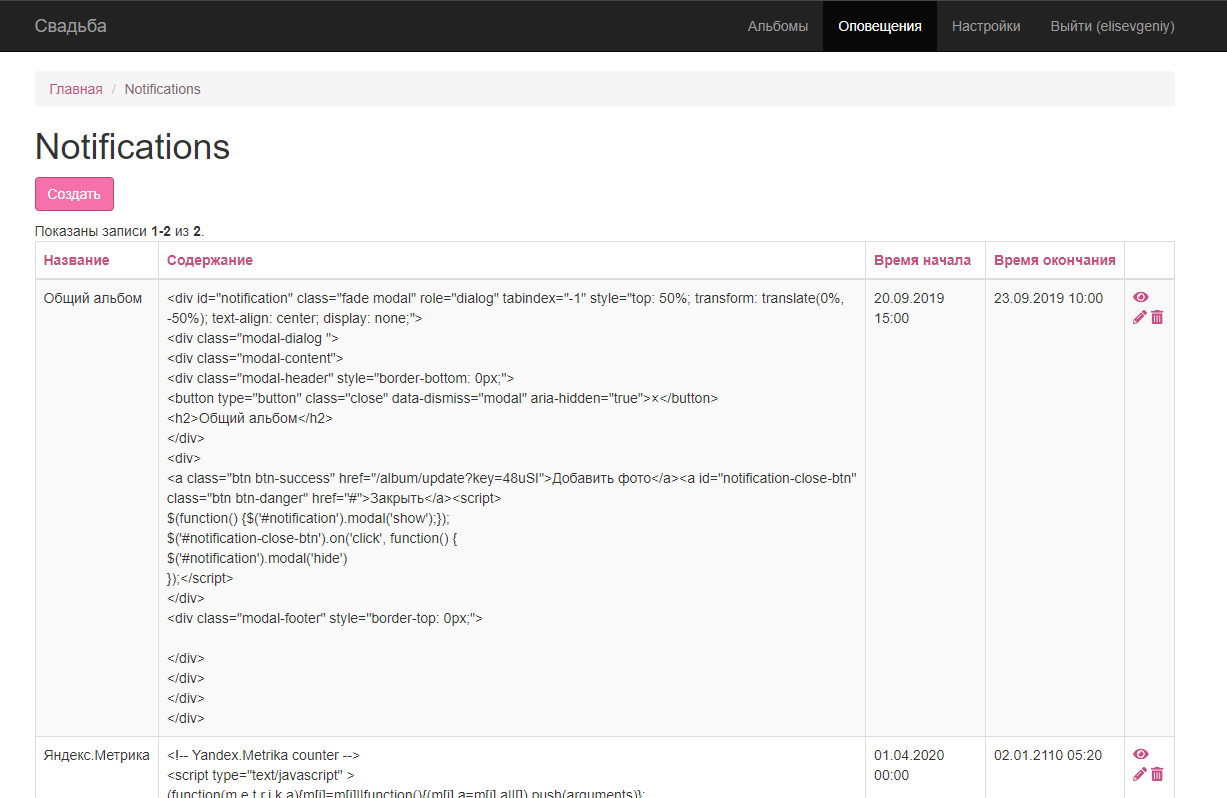 Свадьба
Альбомы
Оповещения
Настройки
Выйти (elisevgeniy)
Главная / Notifications
Notifications
Создать
Показаны записи 1-2 из 2.
Название
Содержание
Время начала
Время окончания
Общий альбом
<div id="notification" class="fade modal" role="dialog" tabindex="-1" style="top: 50%; transform: translate(0%,
-50%); text-align: center; display: none;">
<div class="modal-dialog ">
<div class="modal-content">
<div class="modal-header" style="border-bottom: 0px;">
<button type="button" class="close" data-dismiss="modal" aria-hidden="true">×</button>
<h2>Общий альбом</h2>
</div>
<div>
<a class="btn btn-success" href="/album/update?key=48uSI">Добавить фото</a><a id="notification-close-btn"
class="btn btn-danger" href="#">Закрыть</a><script>
$(function() {$('#notification').modal('show');});
$('#notification-close-btn').on('click', function() {
$('#notification').modal('hide')
});</script>
</div>
<div class="modal-footer" style="border-top: 0px;">
</div>
</div>
</div>
</div>
20.09.2019
15:00
23.09.2019 10:00
Яндекс.Метрика
<!-- Yandex.Metrika counter -->
<script type="text/javascript" >
(function(m,e,t,r,i,k,a){m[i]=m[i]||function(){(m[i].a=m[i].a||[]).push(arguments)};
01.04.2020
00:00
02.01.2110 05:20